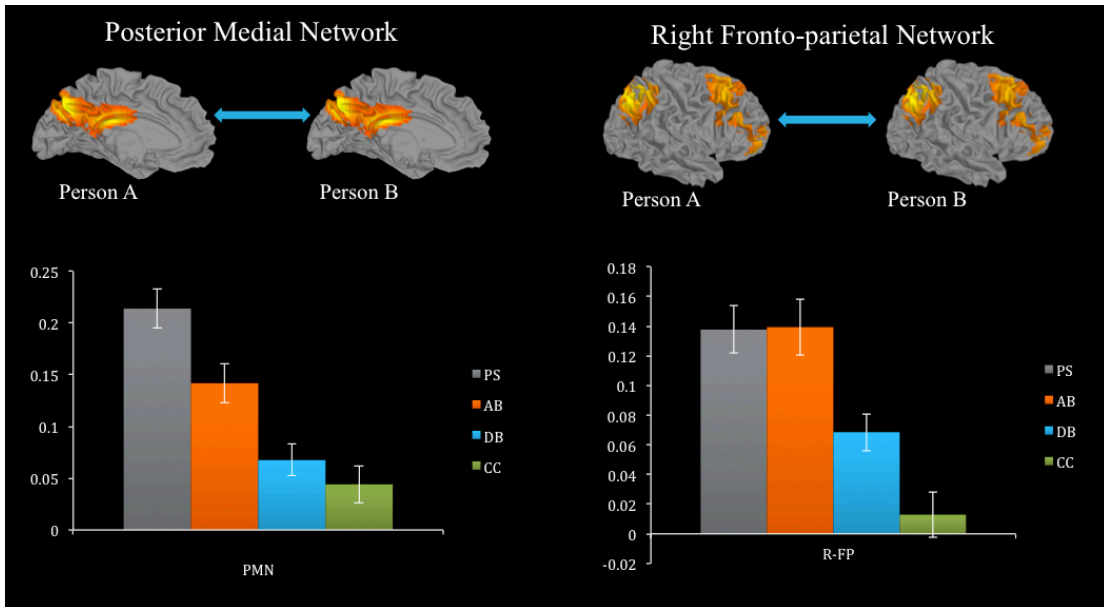 Posterior Medial Network
Person A
Person B
0.25
0.2
0.15
0.1
0.05
0
PMN
PS
AB
DB
CC
Right Fronto-parietal Network
Person A
Person B
0.18
0.16
0.14
0.12
0.1
0.08
0.06
0.04
0.02
0
-0.02
R-FP
PS
AB
DB
CC